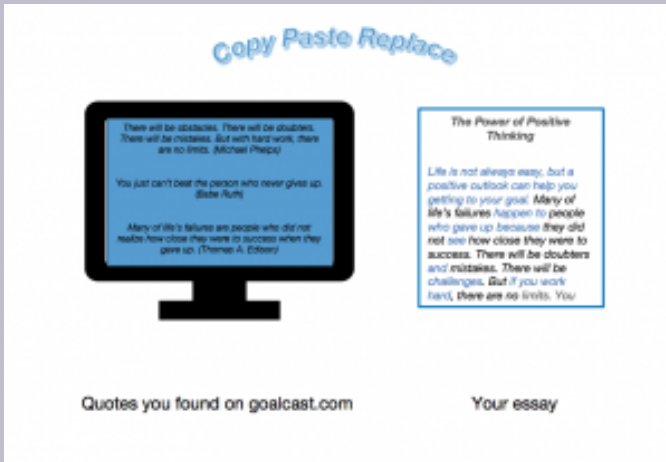 Copy Paste Replace
There will be obstacles. There will be doubters.
There will be mistakes. But with hard work, there
are no limits. (Michael Phelps)
You just can't beat the person who never gives up.
(Babe Ruth)
Many of life's failures are people who did not
realize how close they were to success when they
gave up. (Thomas A. Edison)
The Power of Positive
Thinking
Life is not always easy, but a
positive outlook can help you
getting to your goal. Many of
life's failures happen to people
who gave up because they did
not see how close they were to
success. There will be doubters
and mistakes. There will be
challenges. But if you work
hard, there are no limits. You
Quotes you found on goalcast.com
Your essay